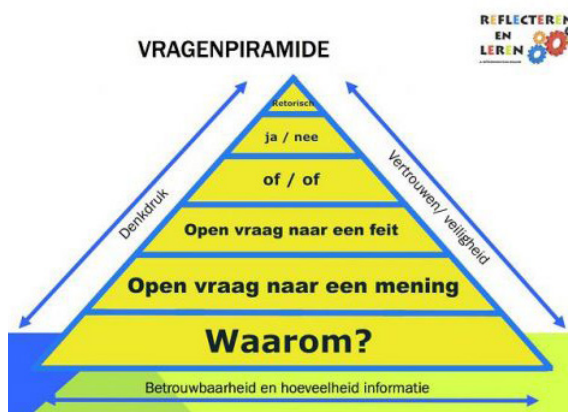 REFLECTEREN
EN
LEREN
VRAGENPIRAMIDE
Retorisch
ja / nee
of / of
Open vraag naar een feit
Open vraag naar een mening
Waarom?
Denkdruk
Vertrouwen/ veiligheid
Betrouwbaarheid en hoeveelheid informatie